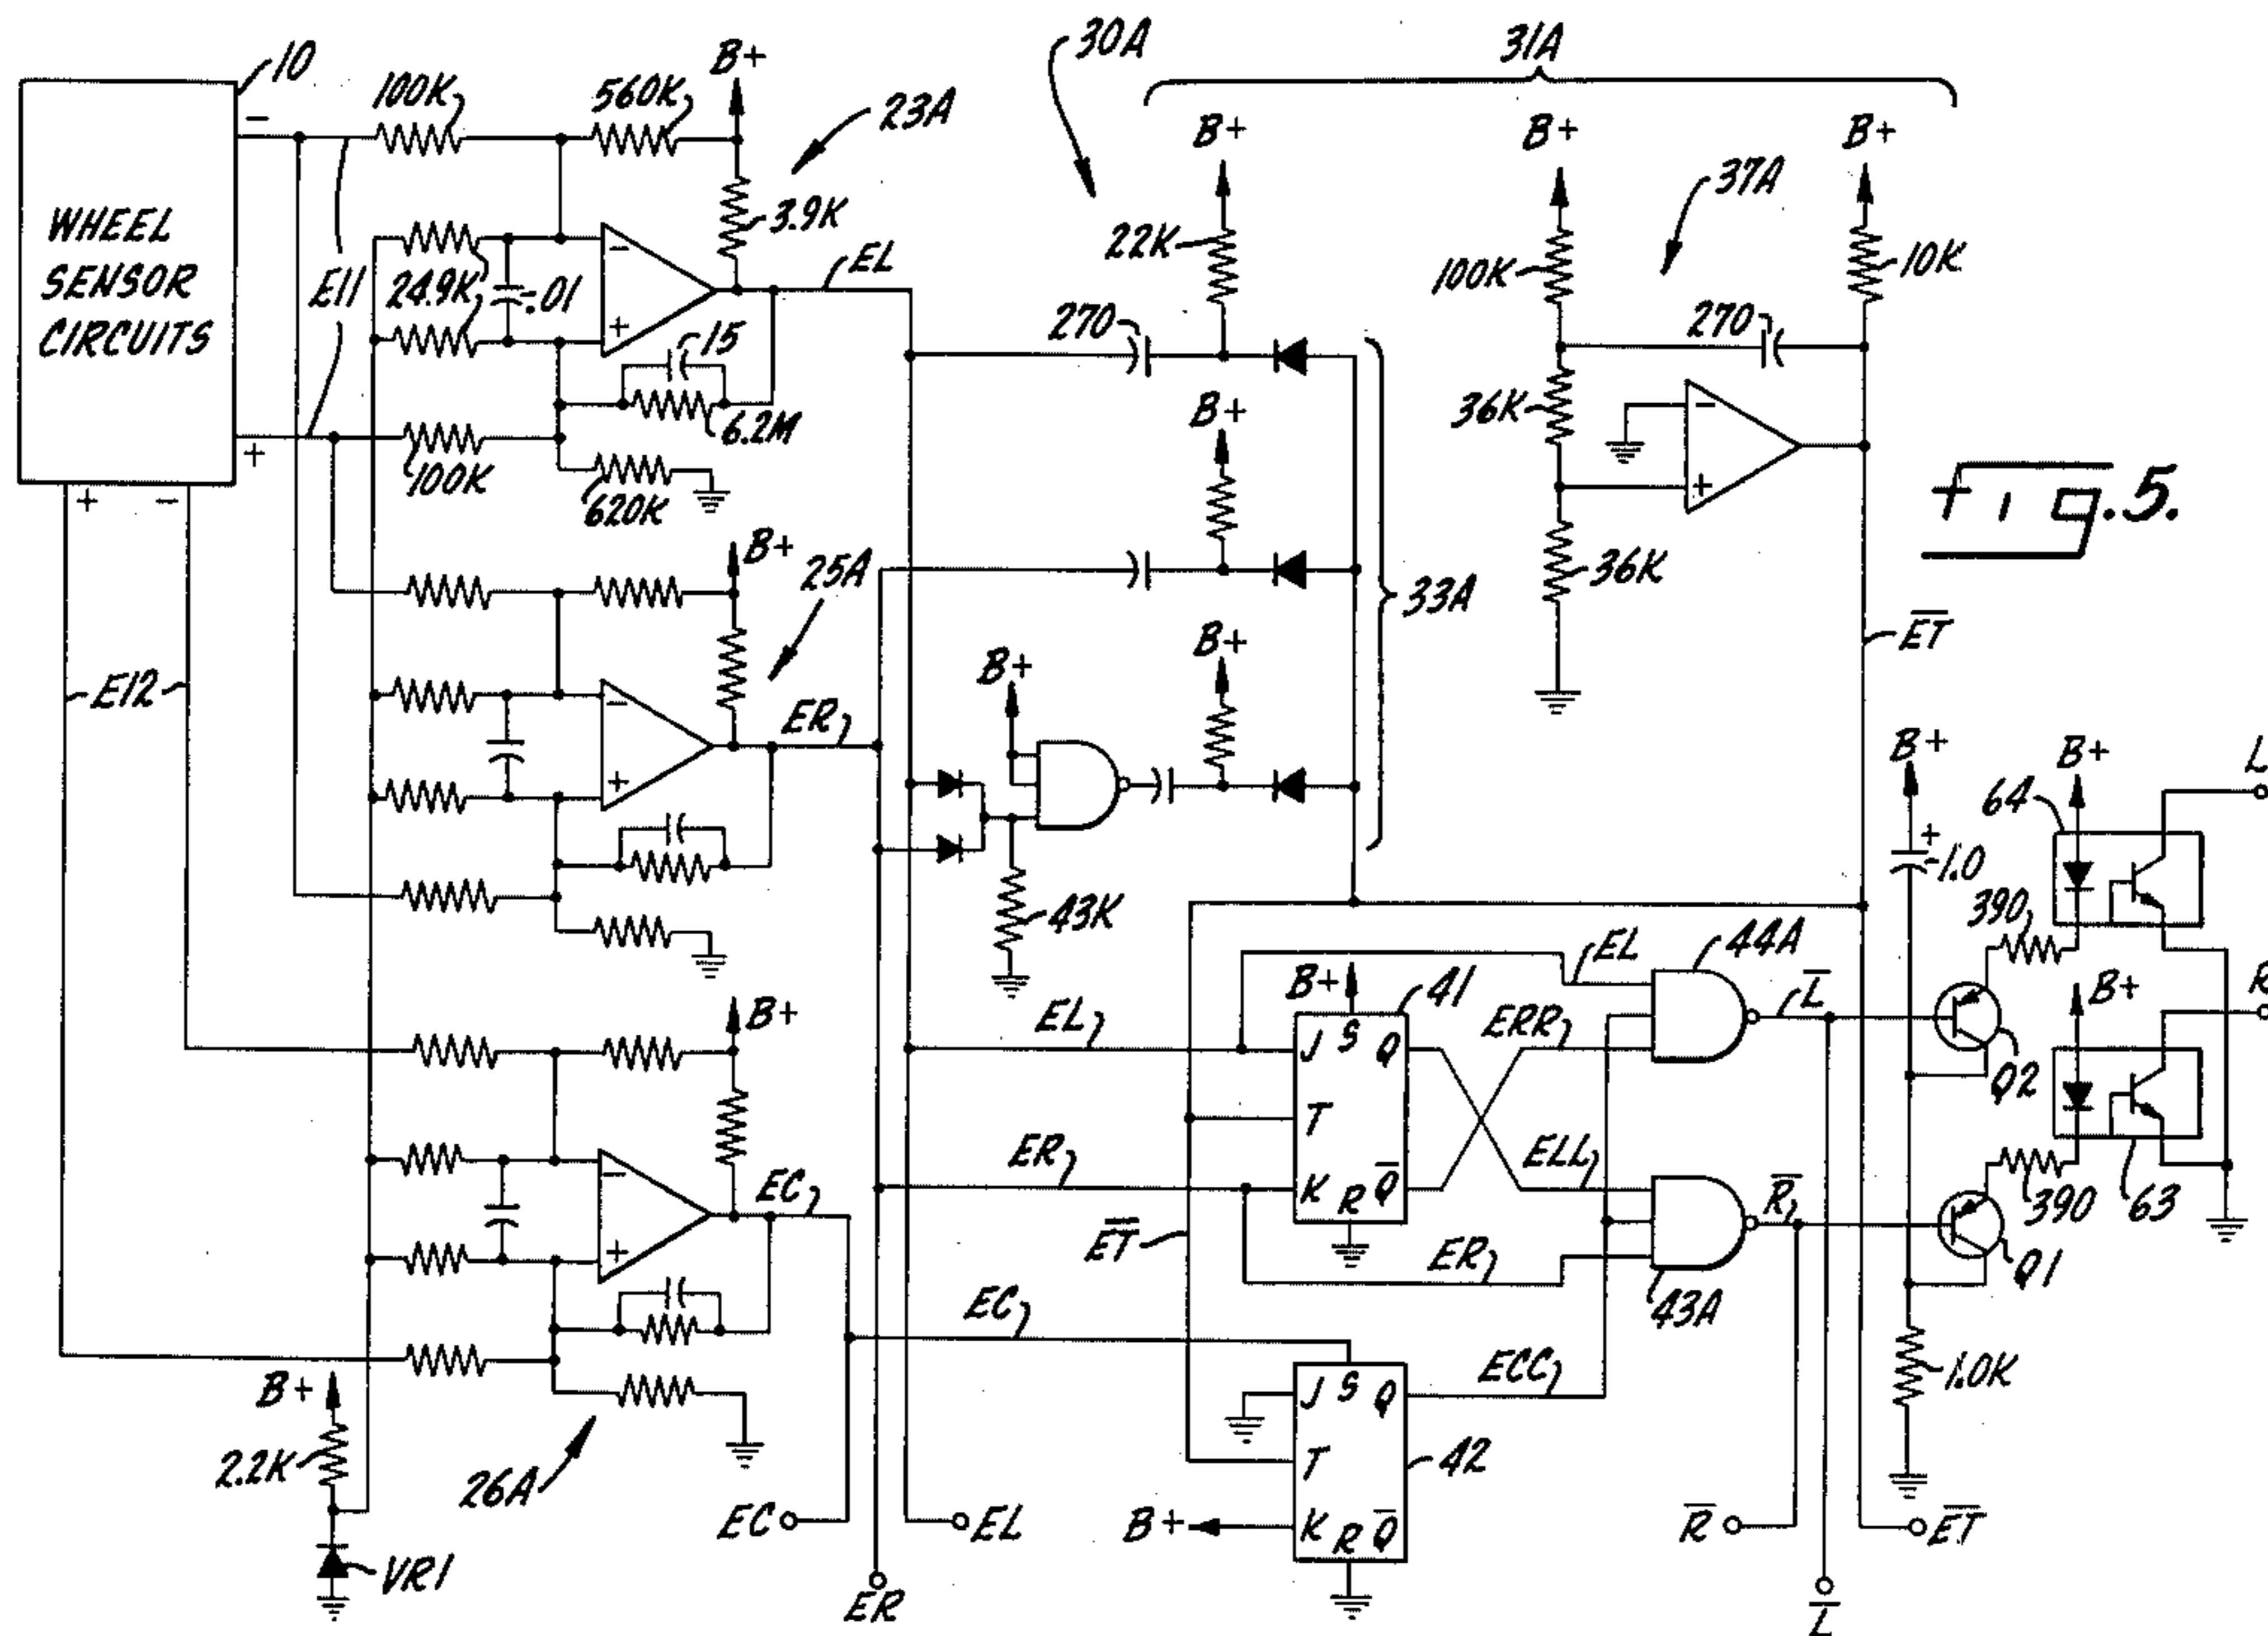 10
WHEEL
SENSOR
CIRCUITS
-
+
+
-
E11
E12
100K
560K
B+
23A
3.9K
24.9K
.01
EL
15
6.2M
100K
620K
B+
25A
ER
B+
EC
26A
B+
2.2K
VR1
EC
ER
EL
30A
31A
B+
22K
270
B+
B+
33A
B+
43K
B+
100K
37A
B+
10K
270
36K
36K
Fig. 5.
E̅T̅
B+
1.0
B+
64
L
390
Q2
B+
R
63
390
Q1
1.0K
EL
44A
L̅
B+
41
EL
J S Q
ERR
T
ER
K R Q̅
ELL
R̅
E̅T̅
ER
43A
EC
ECC
J S Q
T
42
B+
K R Q̅
R̅
E̅T̅
L̅